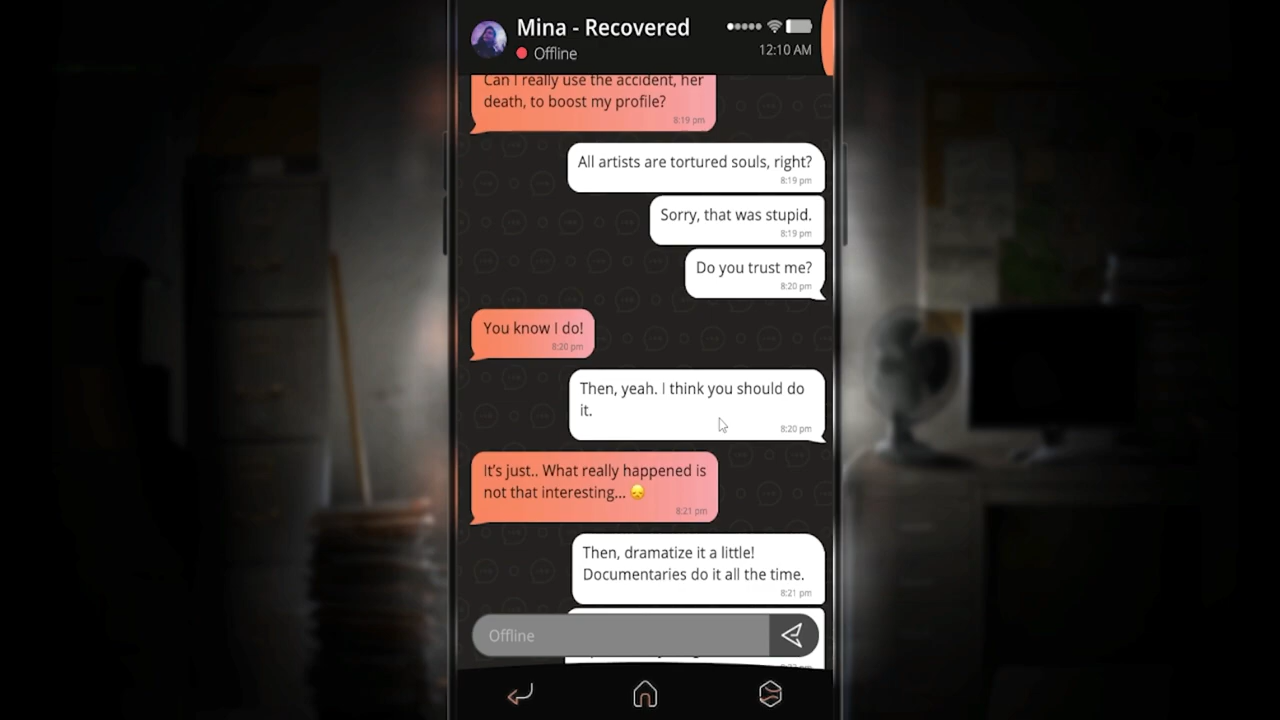 Mina - Recovered
Offline
12:10 AM
Can I really use the accident, her
death, to boost my profile?
8:19 pm
All artists are tortured souls, right?
8:19 pm
Sorry, that was stupid.
8:19 pm
Do you trust me?
8:20 pm
You know I do!
8:20 pm
Then, yeah. I think you should do
it.
8:20 pm
It's just.. What really happened is
not that interesting... 😞
8:21 pm
Then, dramatize it a little!
Documentaries do it all the time.
8:21 pm
Offline